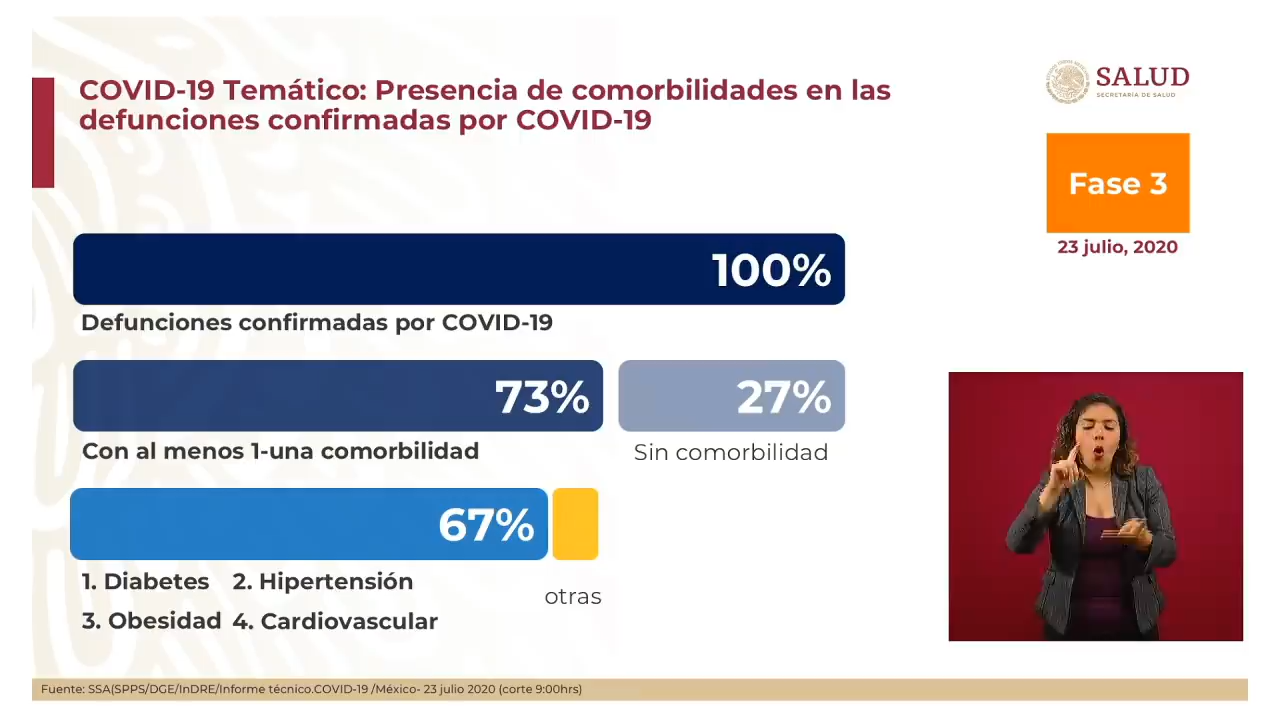 COVID-19 Temático: Presencia de comorbilidades en las
defunciones confirmadas por COVID-19
SALUD
SECRETARÍA DE SALUD
Fase 3
23 julio, 2020
100%
Defunciones confirmadas por COVID-19
73%
27%
Con al menos 1-una comorbilidad
Sin comorbilidad
67%
1. Diabetes 2. Hipertensión
otras
3. Obesidad 4. Cardiovascular
Fuente: SSA(SPPS/DGE/InDRE/Informe técnico.COVID-19 /México- 23 julio 2020 (corte 9:00hrs)